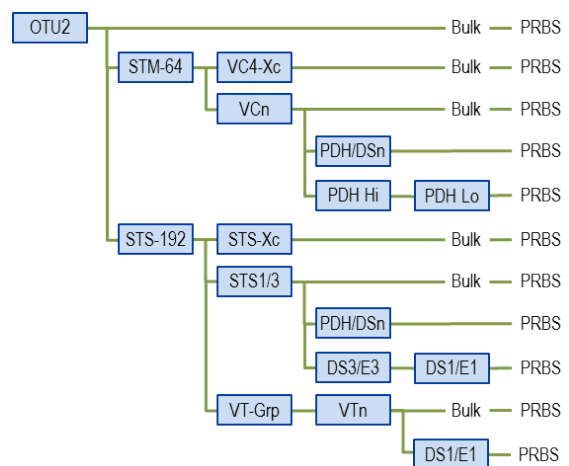 OTU2 Bulk PRBS
STM-64 VC4-Xc Bulk PRBS
VCn Bulk PRBS
PDH/DSn PRBS
PDH Hi PDH Lo PRBS
STS-192 STS-Xc Bulk PRBS
STS1/3 Bulk PRBS
PDH/DSn PRBS
DS3/E3 DS1/E1 PRBS
VT-Grp VTn Bulk PRBS
DS1/E1 PRBS